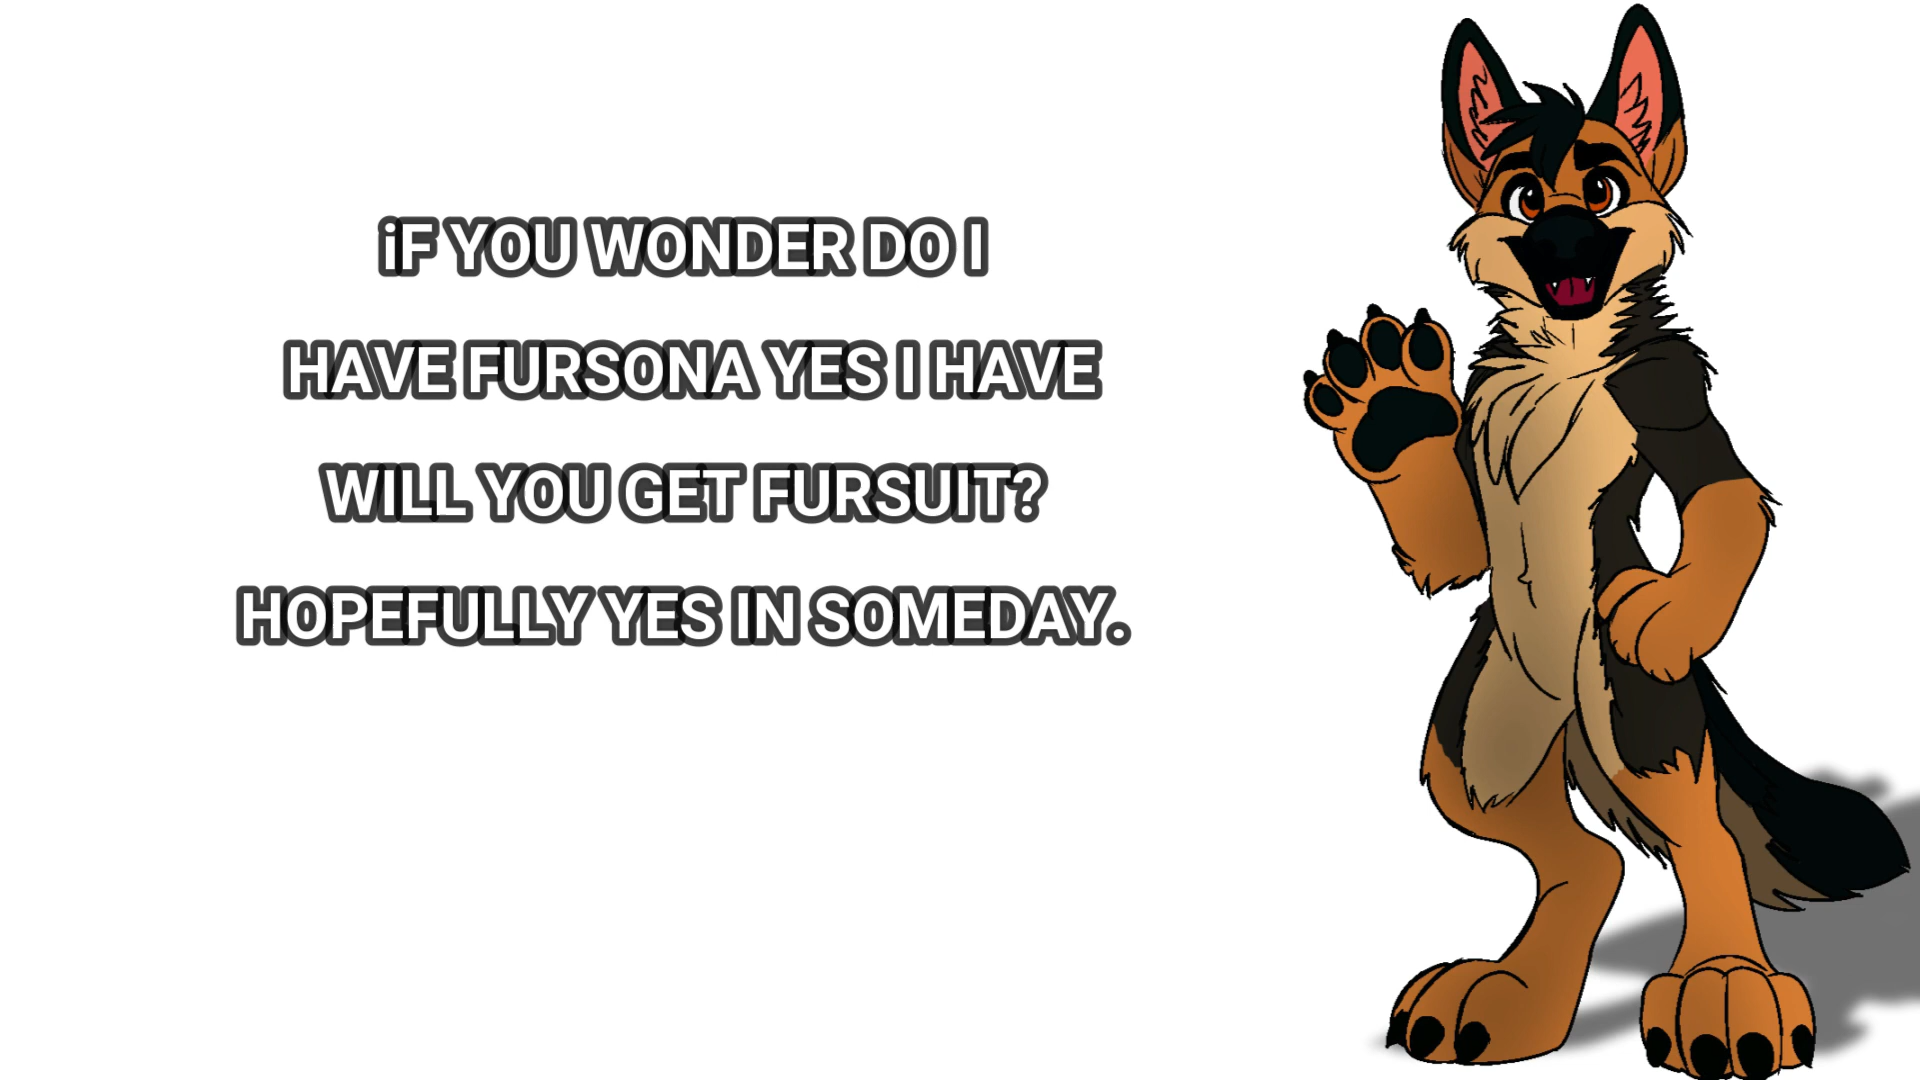 iF YOU WONDER DO I
HAVE FURSONA YES I HAVE
WILL YOU GET FURSUIT?
HOPEFULLY YES IN SOMEDAY.